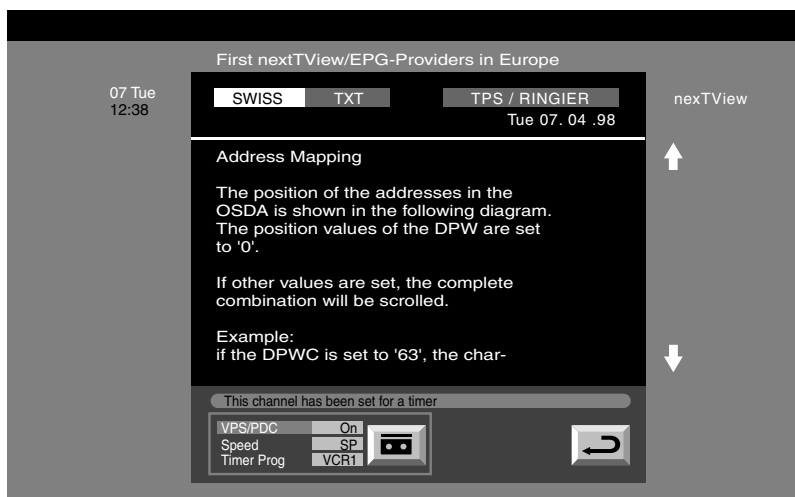 First nextTView/EPG-Providers in Europe
07 Tue
12:38
SWISS TXT TPS / RINGIER
Tue 07. 04 .98
nexTView
Address Mapping
The position of the addresses in the
OSDA is shown in the following diagram.
The position values of the DPW are set
to '0'.
If other values are set, the complete
combination will be scrolled.
Example:
if the DPWC is set to '63', the char-
This channel has been set for a timer
VPS/PDC On
Speed SP
Timer Prog VCR1